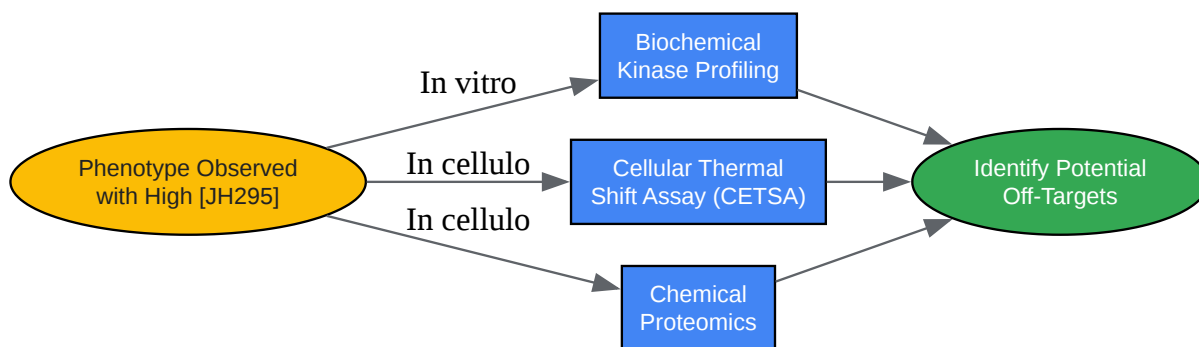 Phenotype Observed
with High [JH295]
In vitro
In cellulo
In cellulo
Biochemical
Kinase Profiling
Cellular Thermal
Shift Assay (CETSA)
Chemical
Proteomics
Identify Potential
Off-Targets